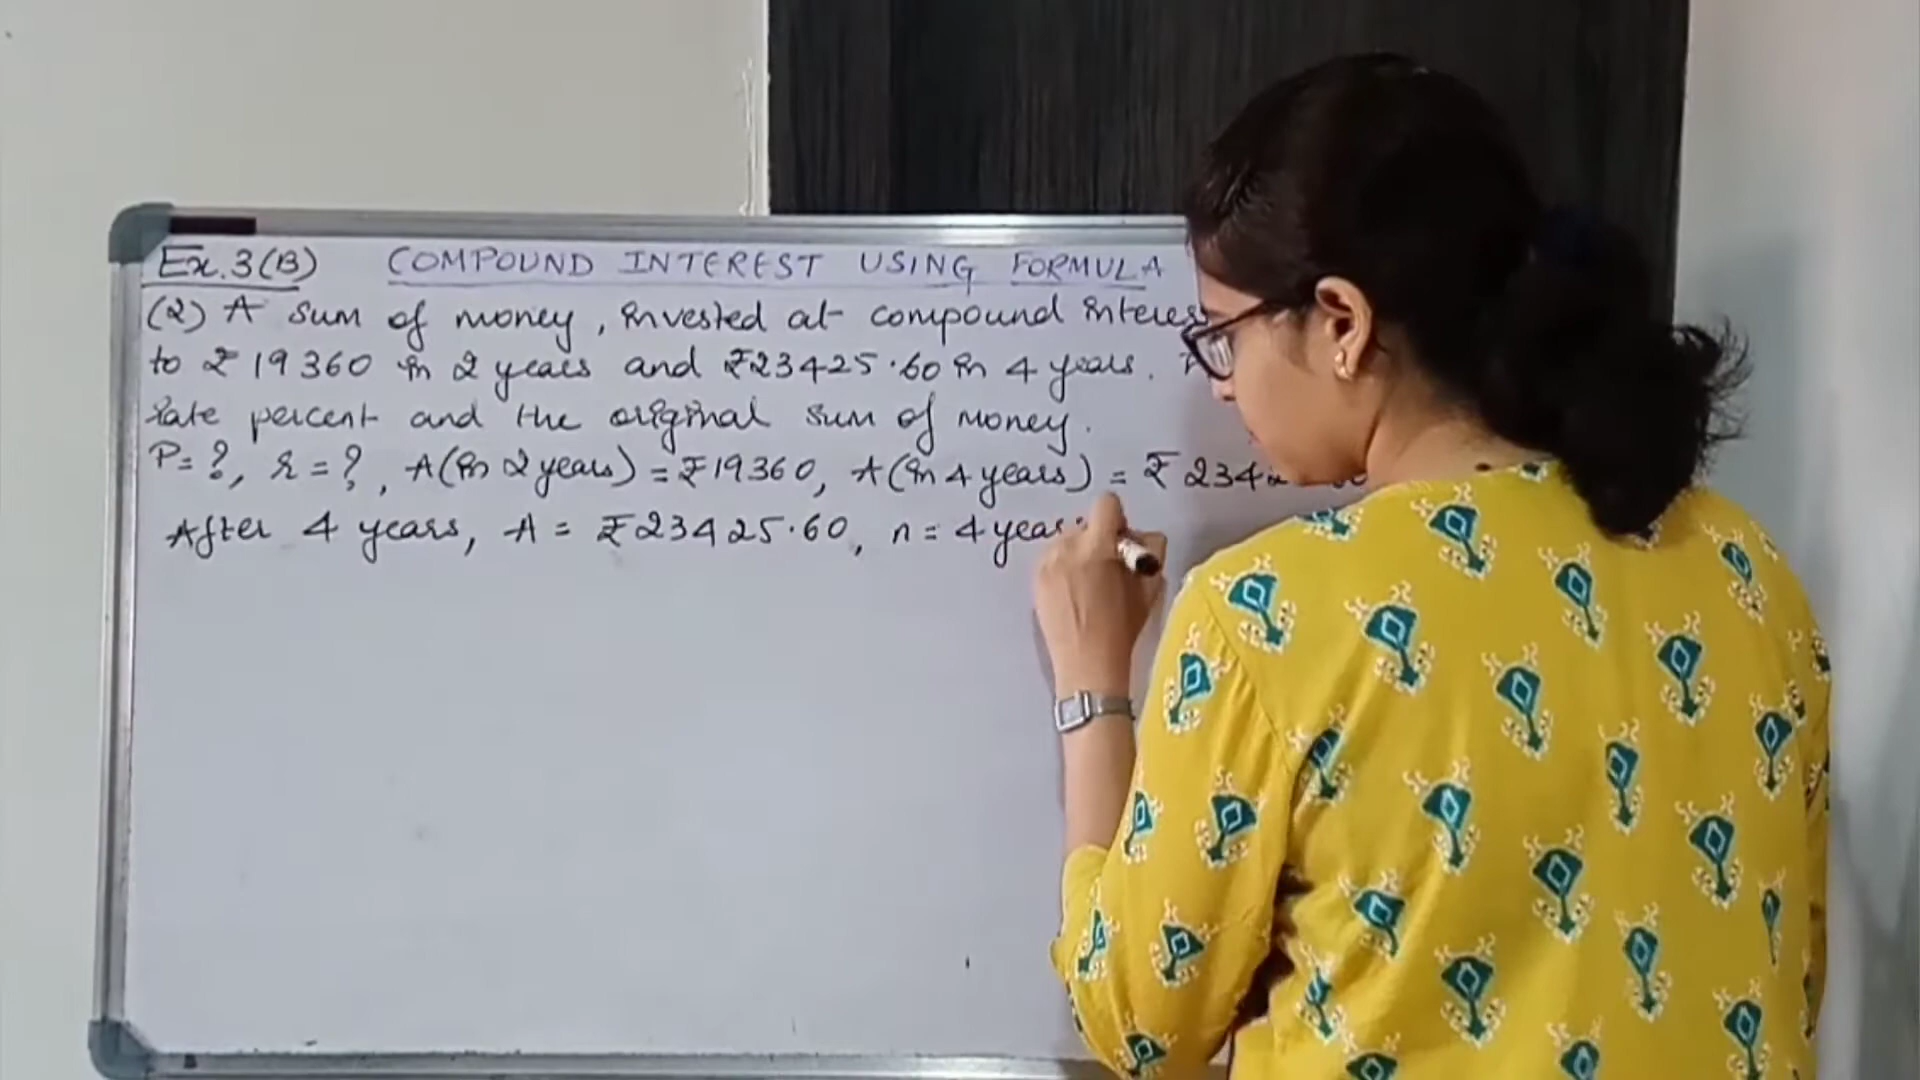 Ex. 3(B) COMPOUND INTEREST USING FORMULA
(2) A sum of money, invested at compound
to ₹19360 in 2 years and ₹23425.60 in 4 years.
rate percent and the original sum of money.
P=?, r=?, A(in 2 years) = ₹19360, A(in 4 years) = ₹
After 4 years, A = ₹23425.60, n = 4